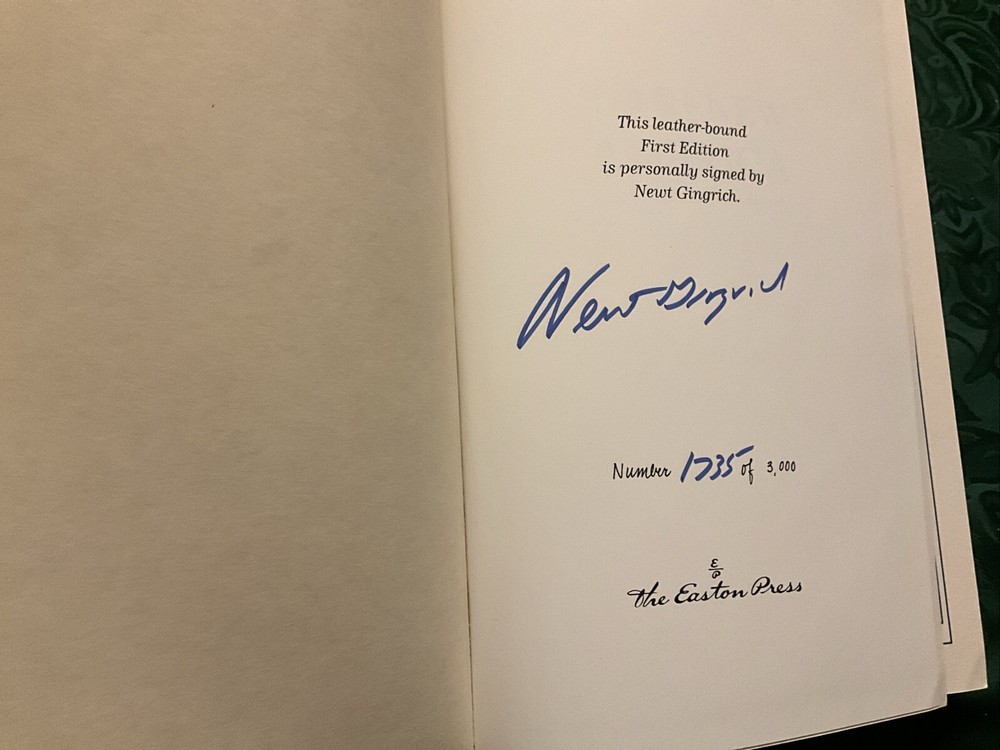 This leather-bound
First Edition
is personally signed by
Newt Gingrich.
Newt Gingrich
Number 1735 of 3,000
E
P
The Easton Press